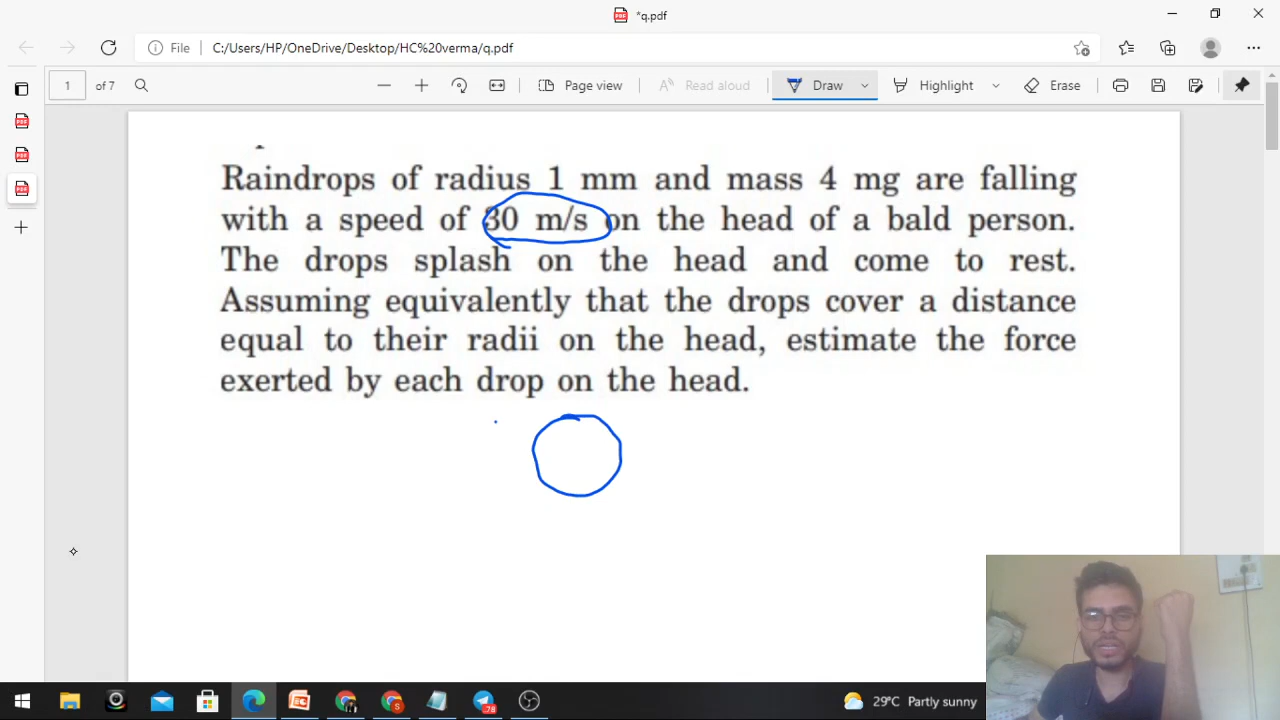 *q.pdf
File C:/Users/HP/OneDrive/Desktop/HC%20verma/q.pdf
1 of 7 Page view Read aloud Draw Highlight Erase
Raindrops of radius 1 mm and mass 4 mg are falling
with a speed of 30 m/s on the head of a bald person.
The drops splash on the head and come to rest.
Assuming equivalently that the drops cover a distance
equal to their radii on the head, estimate the force
exerted by each drop on the head.
29°C Partly sunny